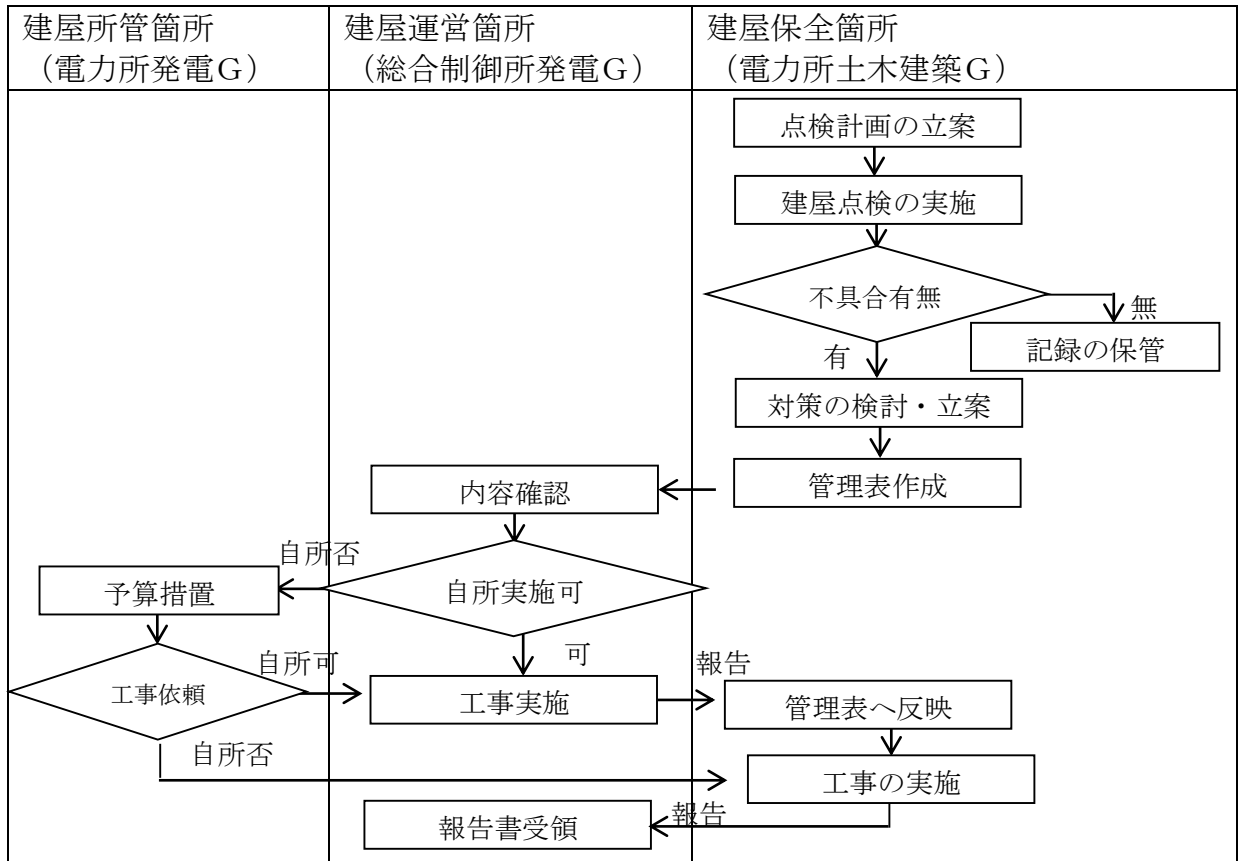 建屋所管箇所
（電力所発電Ｇ）
建屋運営箇所
（総合制御所発電Ｇ）
建屋保全箇所
（電力所土木建築Ｇ）
点検計画の立案
建屋点検の実施
不具合有無
無
記録の保管
有
対策の検討・立案
管理表作成
内容確認
自所否
自所実施可
予算措置
可
自所可
工事依頼
工事実施
報告
管理表へ反映
自所否
工事の実施
報告
報告書受領